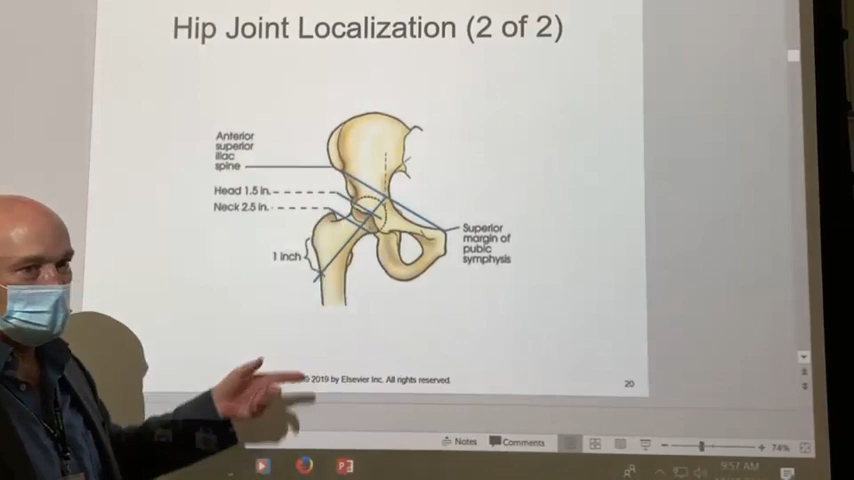 Hip Joint Localization (2 of 2)
Anterior
superior
iliac
spine
Head 1.5 in.
Neck 2.5 in.
1 inch
Superior
margin of
pubic
symphysis
2019 by Elsevier Inc. All rights reserved.
20
Notes
Comments
74%
9:57 AM